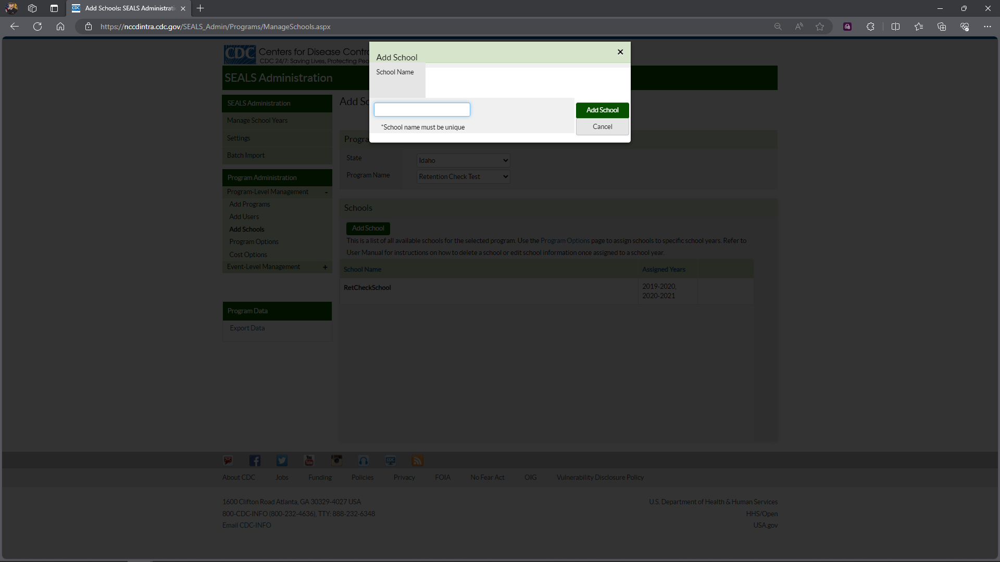 Add Schools: SEALS Administrati
https://nccdintra.cdc.gov/SEALS_Admin/Programs/ManageSchools.aspx
CDC
Centers for Disease Contro
CDC 24/7: Saving Lives, Protecting Peo
SEALS Administration
Add School
School Name
*School name must be unique
Add School
Cancel
SEALS Administration
Manage School Years
Settings
Batch Import
Program Administration
Program-Level Management -
Add Programs
Add Users
Add Schools
Program Options
Cost Options
Event-Level Management +
Program Data
Export Data
Add Sc
Progra
State
Idaho
Program Name
Retention Check Test
Schools
Add School
This is a list of all available schools for the selected program. Use the Program Options page to assign schools to specific school years. Refer to
User Manual for instructions on how to delete a school or edit school information once assigned to a school year.
School Name Assigned Years
RetCheckSchool 2019-2020,
2020-2021
About CDC Jobs Funding Policies Privacy FOIA No Fear Act OIG Vulnerability Disclosure Policy
1600 Clifton Road Atlanta, GA 30329-4027 USA
800-CDC-INFO (800-232-4636), TTY: 888-232-6348
Email CDC-INFO
U.S. Department of Health & Human Services
HHS/Open
USA.gov